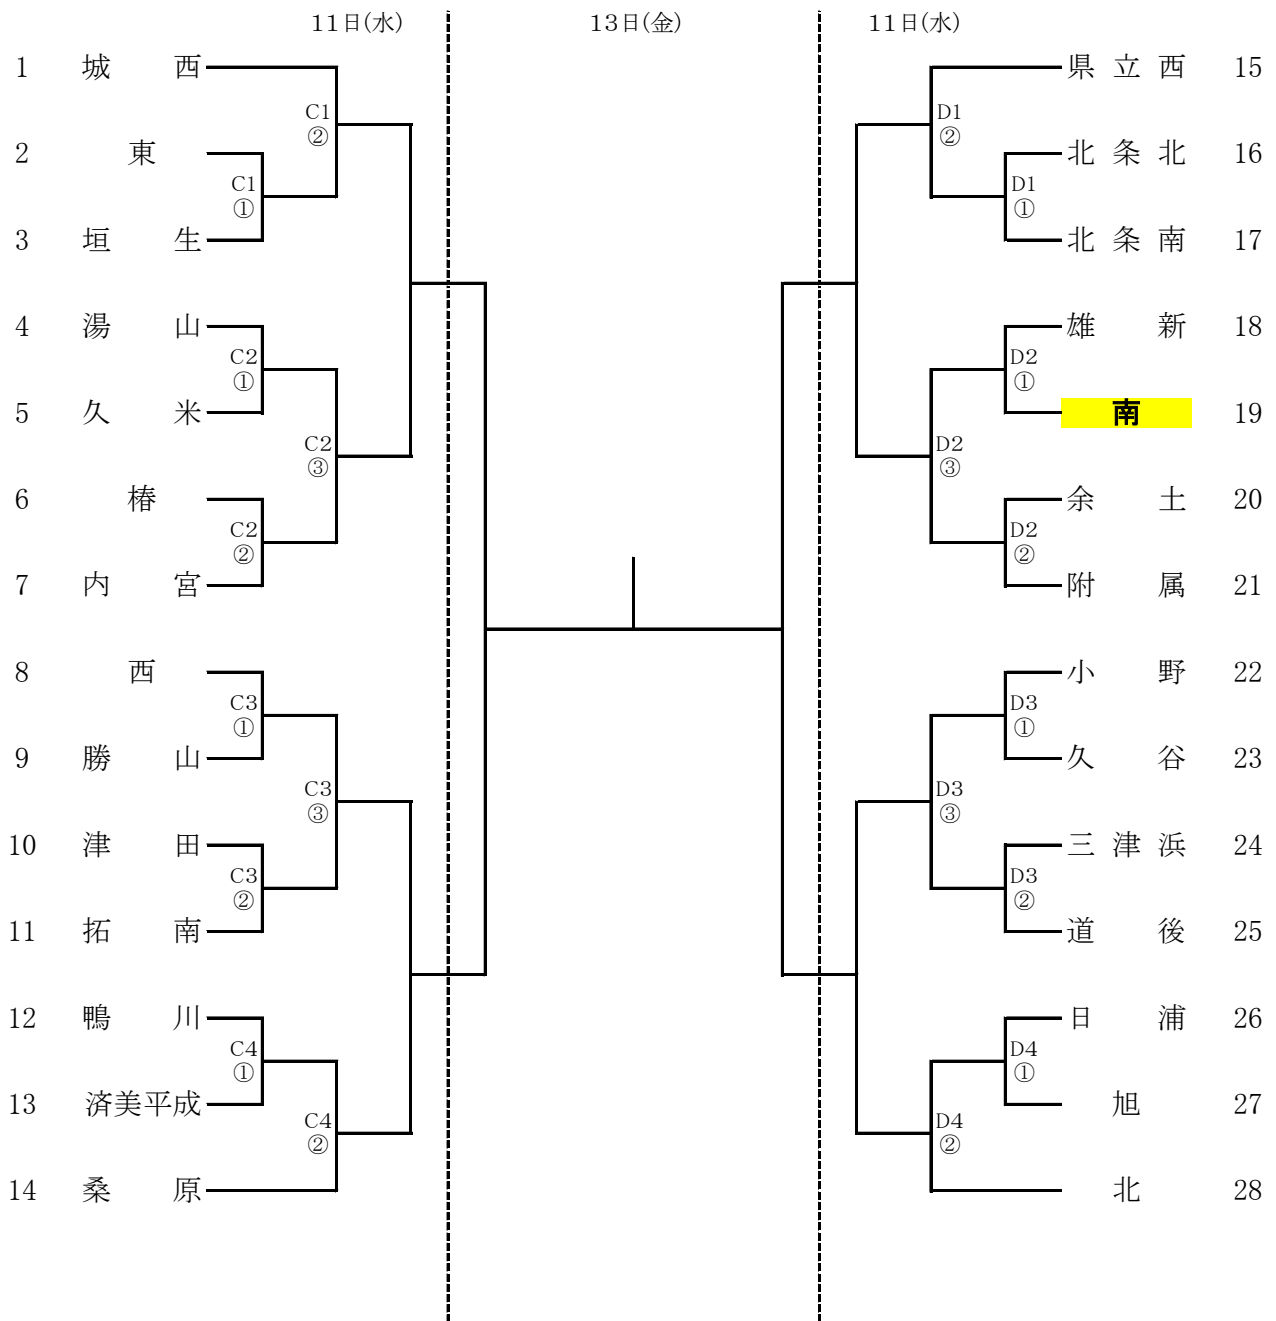 11日(水) 13日(金) 11日(水)
1 城 西
C1
②
2 東
C1
①
3 垣 生
4 湯 山
C2
①
5 久 米
C2
③
6 椿
C2
②
7 内 宮
8 西
C3
①
9 勝 山
C3
③
10 津 田
C3
②
11 拓 南
12 鴨 川
C4
①
13 済美平成
C4
②
14 桑 原
県 立 西 15
D1
②
北 条 北 16
D1
①
北 条 南 17
雄 新 18
D2
①
南 19
D2
③
余 土 20
D2
②
附 属 21
小 野 22
D3
①
久 谷 23
D3
③
三 津 浜 24
D3
②
道 後 25
日 浦 26
D4
①
旭 27
D4
②
北 28